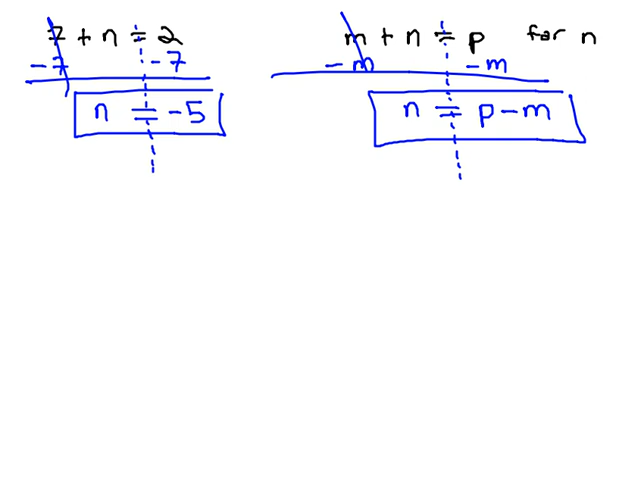 7 + n = 2
- 7 - 7
n = -5
m + n = p for n
- m - m
n = p - m